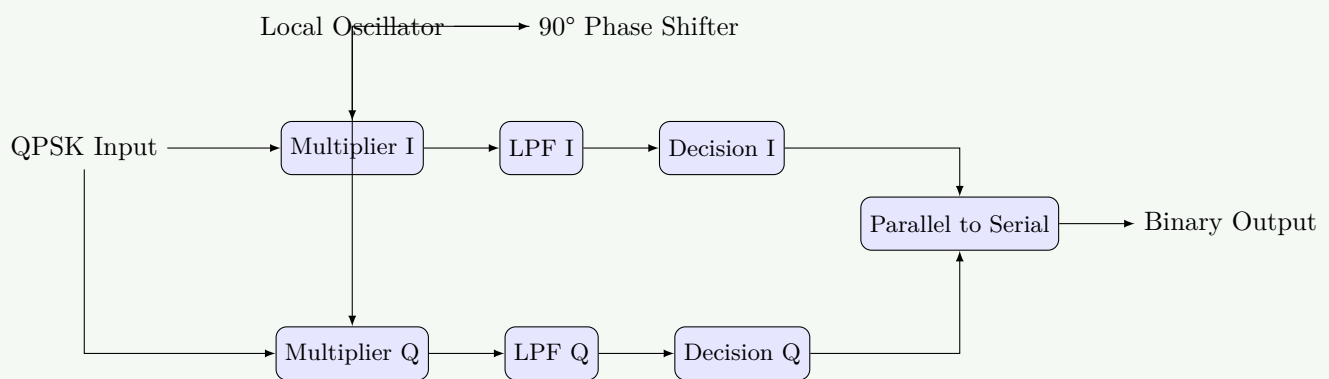 Local Oscillator
90° Phase Shifter
QPSK Input
Multiplier I
LPF I
Decision I
Parallel to Serial
Binary Output
Multiplier Q
LPF Q
Decision Q